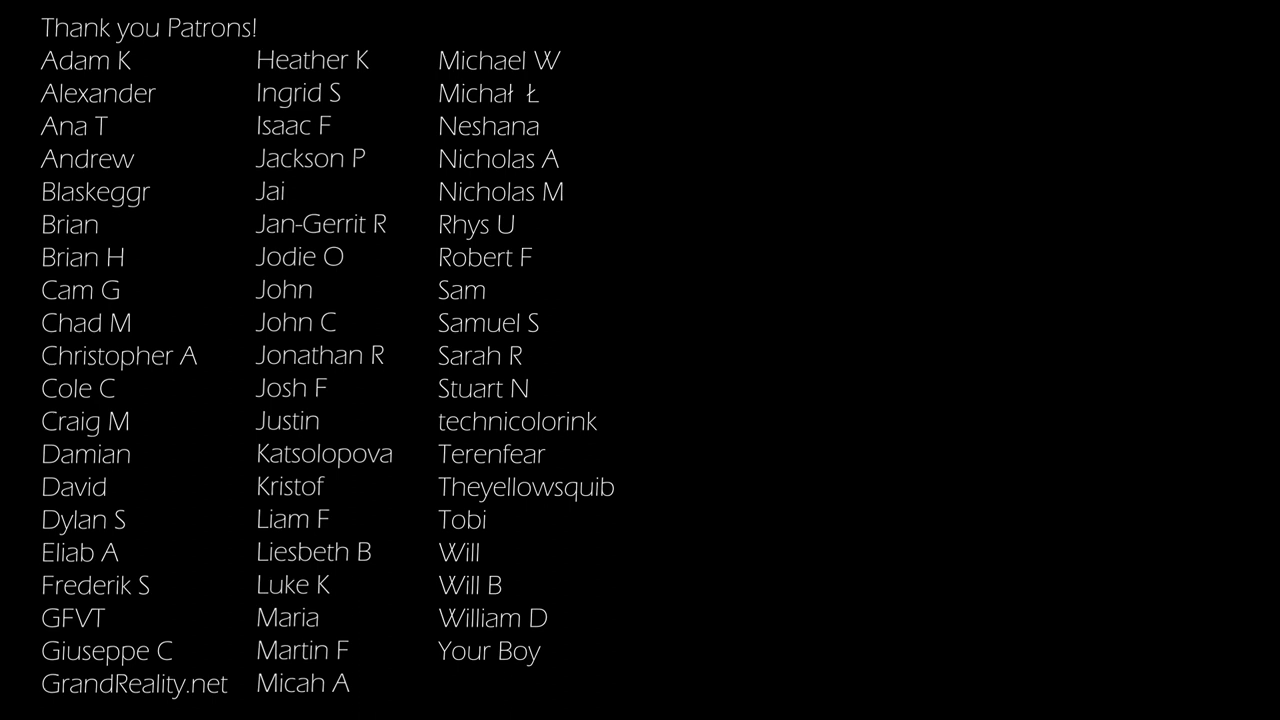 Thank you Patrons!
Adam K
Alexander
Ana T
Andrew
Blaskeggr
Brian
Brian H
Cam G
Chad M
Christopher A
Cole C
Craig M
Damian
David
Dylan S
Eliab A
Frederik S
GFVT
Giuseppe C
GrandReality.net
Heather K
Ingrid S
Isaac F
Jackson P
Jai
Jan-Gerrit R
Jodie O
John
John C
Jonathan R
Josh F
Justin
Katsolopova
Kristof
Liam F
Liesbeth B
Luke K
Maria
Martin F
Micah A
Michael W
Michał Ł
Neshana
Nicholas A
Nicholas M
Rhys U
Robert F
Sam
Samuel S
Sarah R
Stuart N
technicolorink
Terenfear
Theyellowsquib
Tobi
Will
Will B
William D
Your Boy